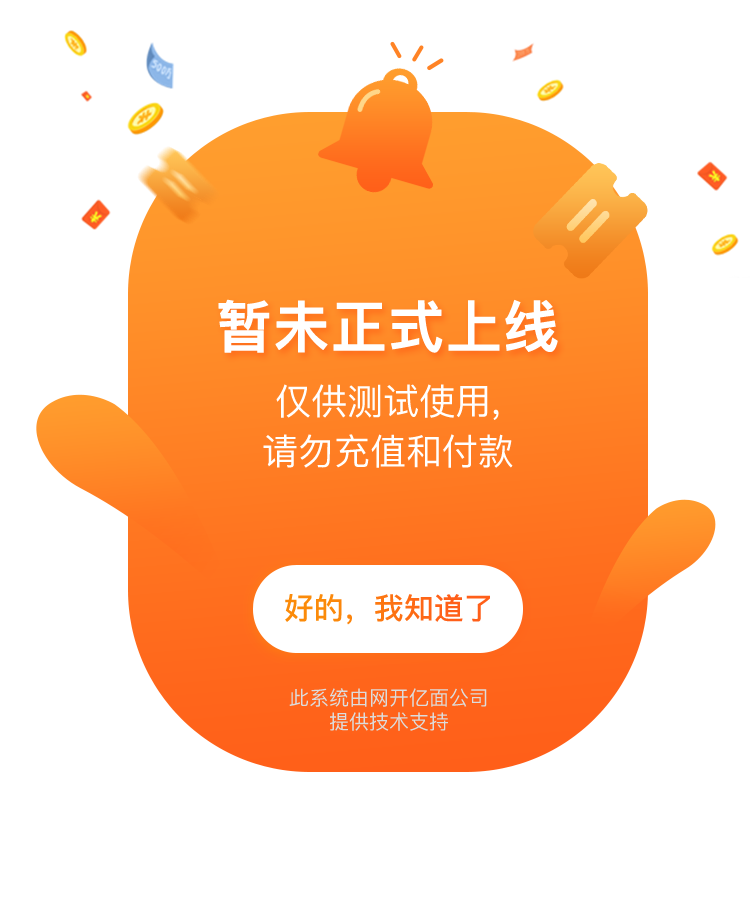 暂未正式上线
仅供测试使用,
请勿充值和付款
好的，我知道了
此系统由网开亿面公司
提供技术支持